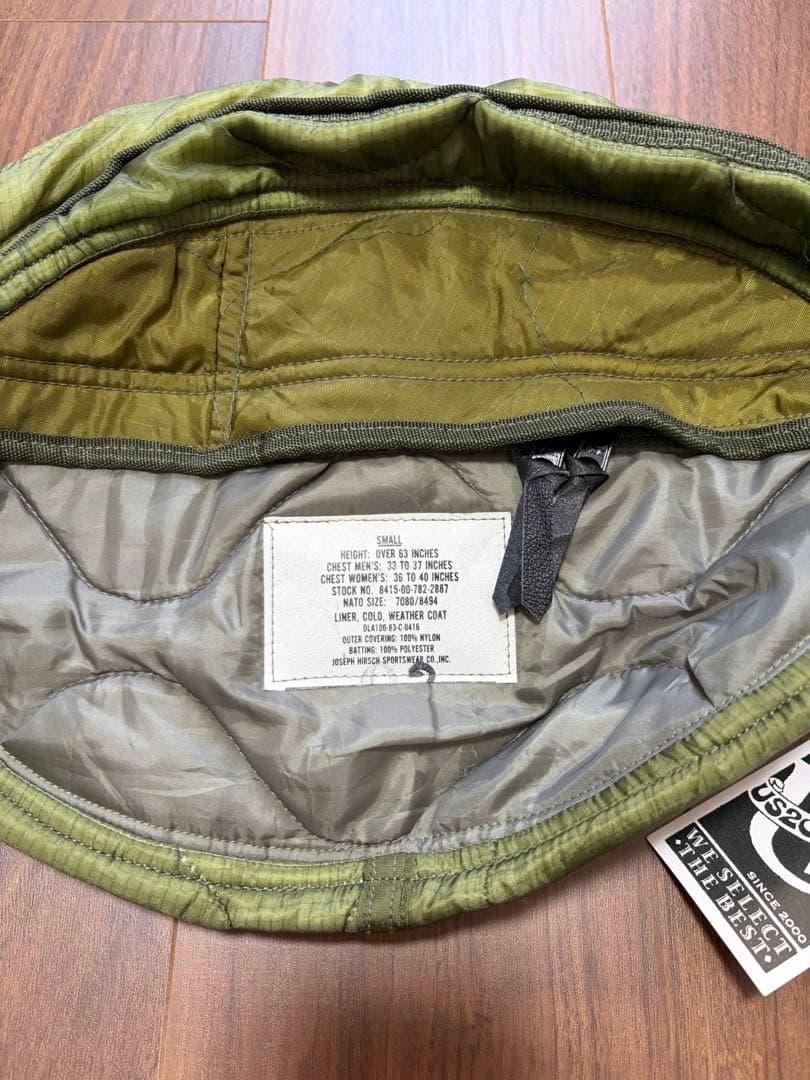 SMALL
HEIGHT: OVER 63 INCHES
CHEST MEN'S: 33 TO 37 INCHES
CHEST WOMEN'S: 36 TO 40 INCHES
STOCK NO. 8415-00-782-2887
NATO SIZE: 7080/8494
LINER, COLD, WEATHER COAT
DLA100-83-C-0416
OUTER COVERING: 100% NYLON
BATTING: 100% POLYESTER
JOSEPH HIRSCH SPORTSWEAR CO., INC.
SINCE 2000
WE SELECT
·THE BEST·